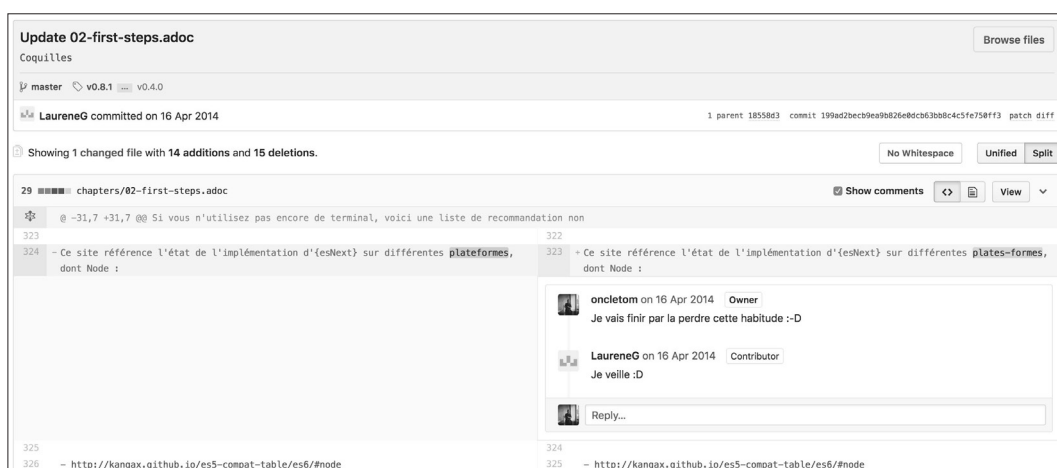 Update 02-first-steps.adoc
Browse files
Coquilles
master v0.8.1 ... v0.4.0
LaureneG committed on 16 Apr 2014
1 parent 18558d3 commit 199ad2becb9ea9b826e0dcb63bb8c4c5fe750ff3 patch diff
Showing 1 changed file with 14 additions and 15 deletions.
No Whitespace Unified Split
29 chapters/02-first-steps.adoc
Show comments <> View
@ -31,7 +31,7 @@ Si vous n'utilisez pas encore de terminal, voici une liste de recommandation non
323 322
324 - Ce site référence l'état de l'implémentation d'{esNext} sur différentes plateformes,
dont Node :
323 + Ce site référence l'état de l'implémentation d'{esNext} sur différentes plates-formes,
dont Node :
oncletom on 16 Apr 2014 Owner
Je vais finir par la perdre cette habitude :-D
LaureneG on 16 Apr 2014 Contributor
Je veille :D
Reply...
325 324
326 - http://kangax.github.io/es5-compat-table/es6/#node
325 - http://kangax.github.io/es5-compat-table/es6/#node